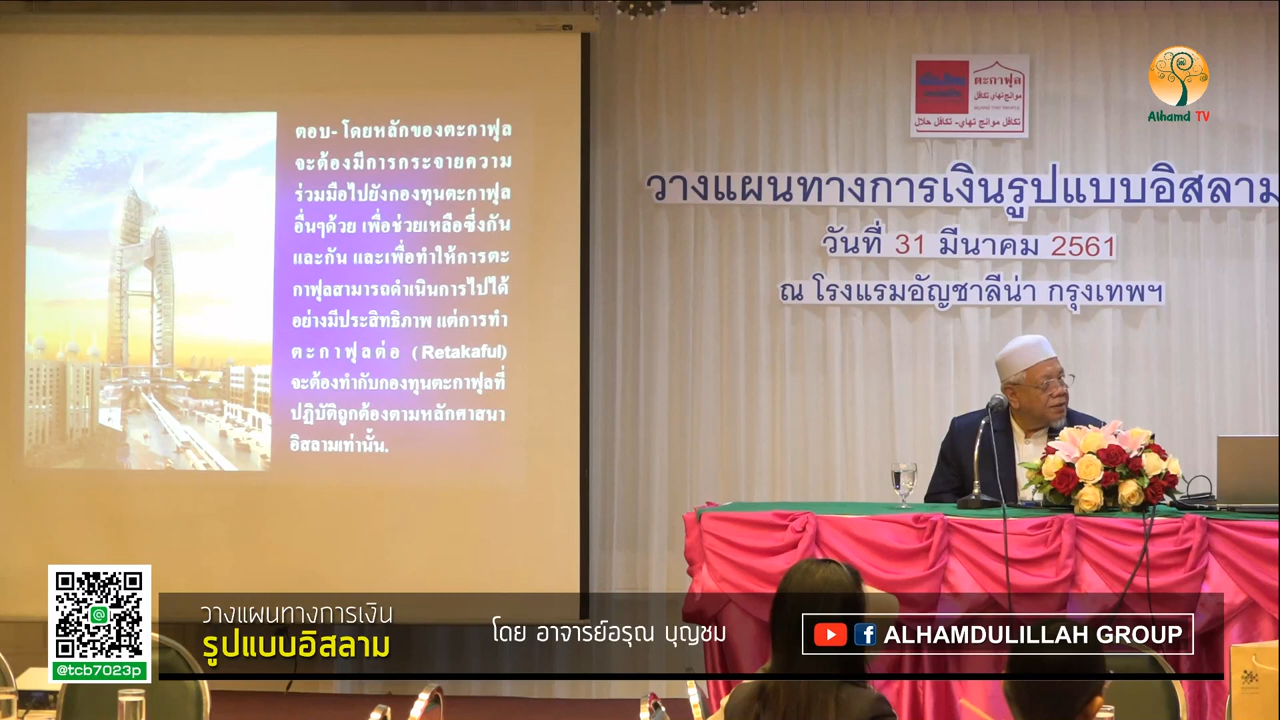 ตอบ- โดยหลักของตะกาฟุล
จะต้องมีการกระจายความ
ร่วมมือไปยังกองทุนตะกาฟุล
อื่นๆด้วย เพื่อช่วยเหลือซึ่งกัน
และกัน และเพื่อทำให้การตะ
กาฟุลสามารถดำเนินการไปได้
อย่างมีประสิทธิภาพ แต่การทำ
ตะกาฟุลต่อ (Retakaful)
จะต้องทำกับกองทุนตะกาฟุลที่
ปฏิบัติถูกต้องตามหลักศาสนา
อิสลามเท่านั้น.
ตะกาฟุล
Alhamd TV
วางแผนทางการเงินรูปแบบอิสลาม
วันที่ 31 มีนาคม 2561
ณ โรงแรมอัญชาลีน่า กรุงเทพฯ
@tcb7023p
วางแผนทางการเงิน
รูปแบบอิสลาม
โดย อาจารย์อรุณ บุญชม
ALHAMDULILLAH GROUP